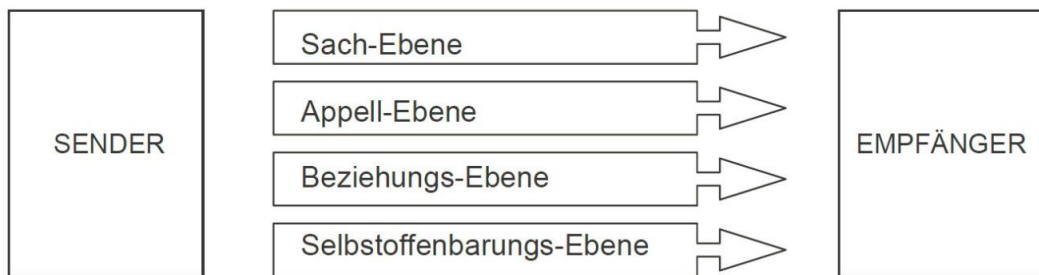 Sach-Ebene
Appell-Ebene
SENDER
EMPFÄNGER
Beziehungs-Ebene
Selbstoffenbarungs-Ebene